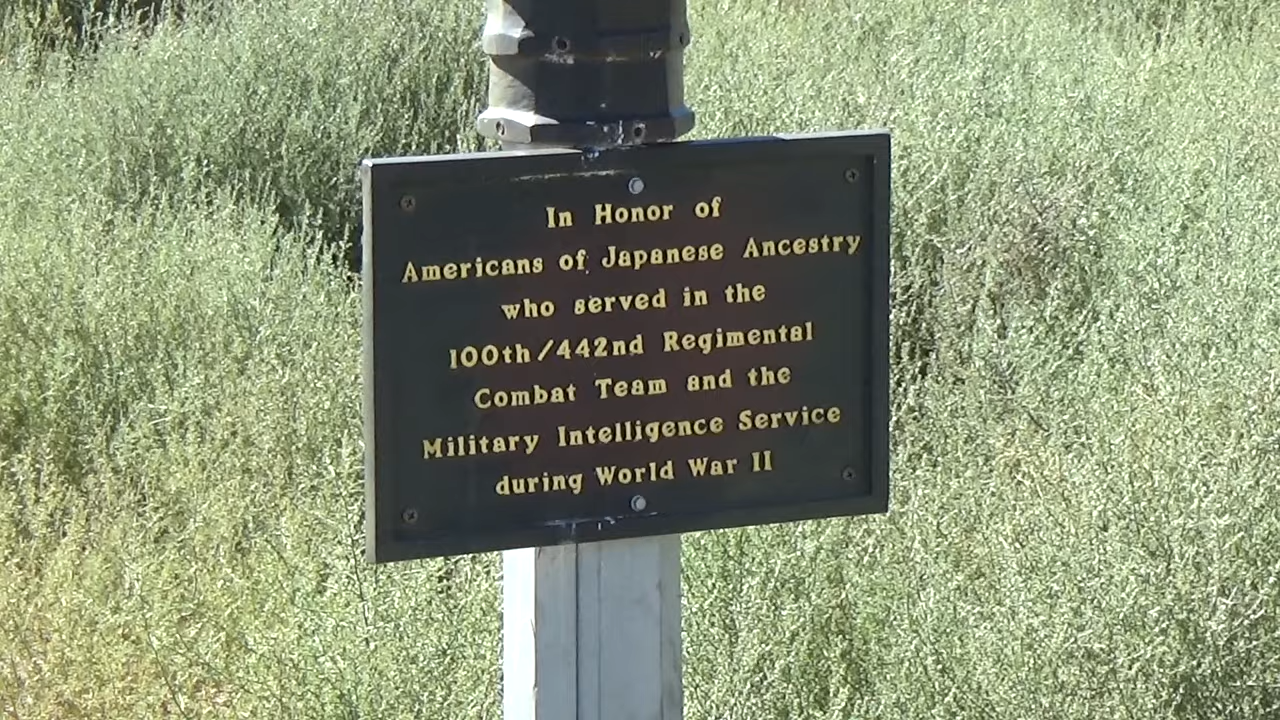 In Honor of
Americans of Japanese Ancestry
who served in the
100th/442nd Regimental
Combat Team and the
Military Intelligence Service
during World War II